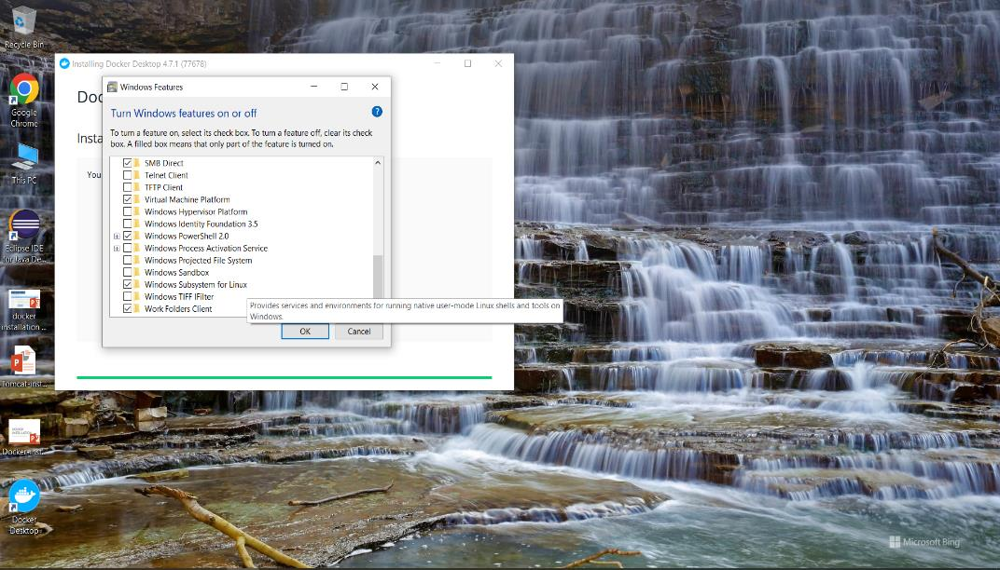 Recycle Bin
Google
Chrome
This PC
Eclipse IDE
for Java De...
docker
installation ...
Tomcat-inst...
Docker-inst...
Docker
Desktop
Installing Docker Desktop 4.7.1 (77678)
Doc
Insta
You
Windows Features
Turn Windows features on or off
?
To turn a feature on, select its check box. To turn a feature off, clear its check
box. A filled box means that only part of the feature is turned on.
SMB Direct
Telnet Client
TFTP Client
Virtual Machine Platform
Windows Hypervisor Platform
Windows Identity Foundation 3.5
Windows PowerShell 2.0
Windows Process Activation Service
Windows Projected File System
Windows Sandbox
Windows Subsystem for Linux
Windows TIFF IFilter
Work Folders Client
Provides services and environments for running native user-mode Linux shells and tools on
Windows.
OK
Cancel
Microsoft Bing